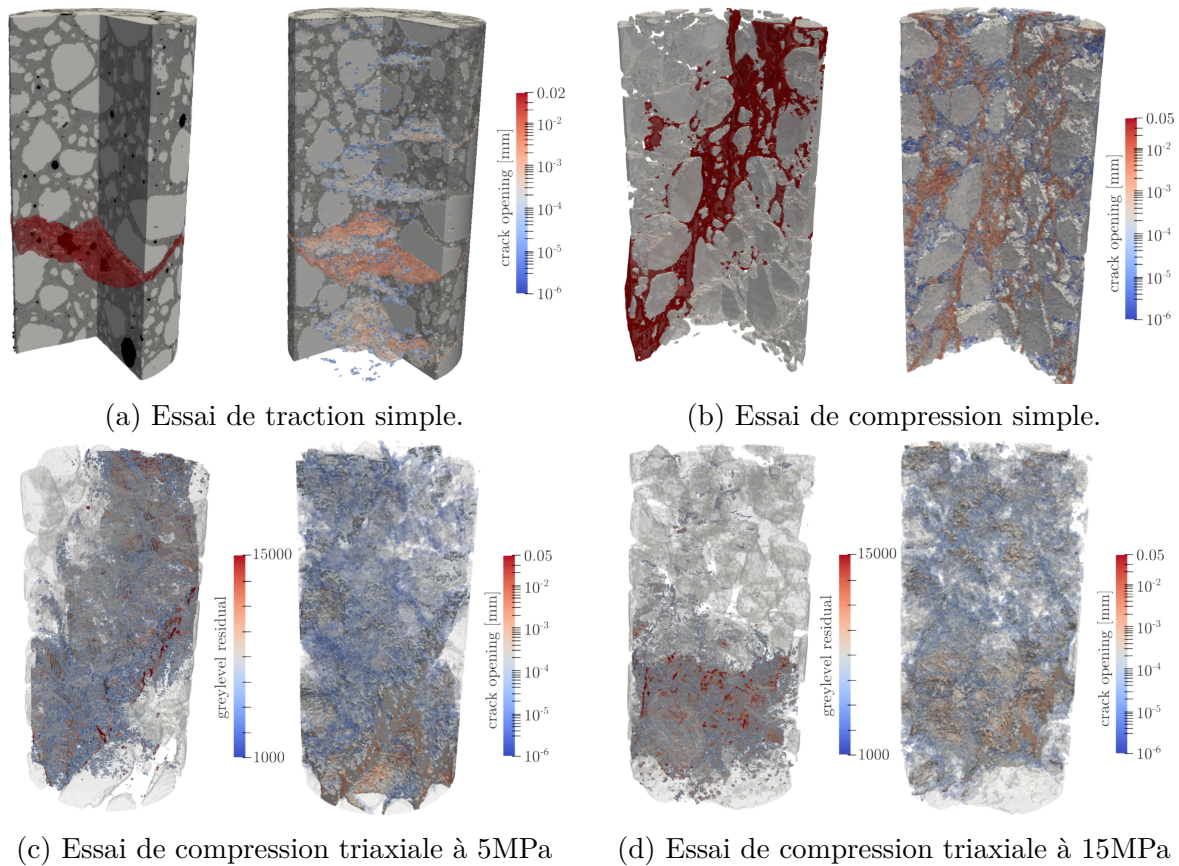 0.02
10⁻²
10⁻³
10⁻⁴
10⁻⁵
10⁻⁶
crack opening [mm]
0.05
10⁻²
10⁻³
10⁻⁴
10⁻⁵
10⁻⁶
crack opening [mm]
(a) Essai de traction simple.
(b) Essai de compression simple.
15000
1000
greylevel residual
0.05
10⁻²
10⁻³
10⁻⁴
10⁻⁵
10⁻⁶
crack opening [mm]
15000
1000
greylevel residual
0.05
10⁻²
10⁻³
10⁻⁴
10⁻⁵
10⁻⁶
crack opening [mm]
(c) Essai de compression triaxiale à 5MPa
(d) Essai de compression triaxiale à 15MPa